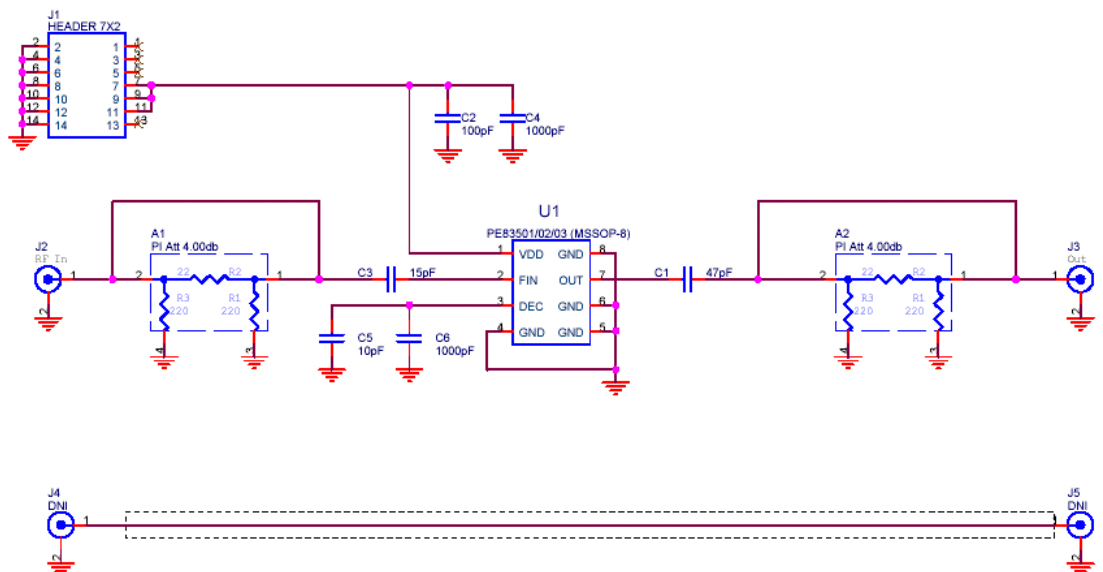 J1
HEADER 7X2
2 2 1 1
4 4 3 3
6 6 5 5
8 8 7 7
10 10 9 9
12 12 11 11
14 14 13 13
C2
100pF
C4
1000pF
U1
PE83501/02/03 (MSSOP-8)
1 VDD GND 8
2 FIN OUT 7
3 DEC GND 6
4 GND GND 5
J2
RF In
1
2
A1
PI Att 4.00db
2 22 R2 1
R3
220
R1
220
4 3
C3 15pF
C5
10pF
C6
1000pF
C1 47pF
A2
PI Att 4.00db
2 22 R2 1
R3
220
R1
220
4 3
J3
Out
1
2
J4
DNI
1
2
J5
DNI
2